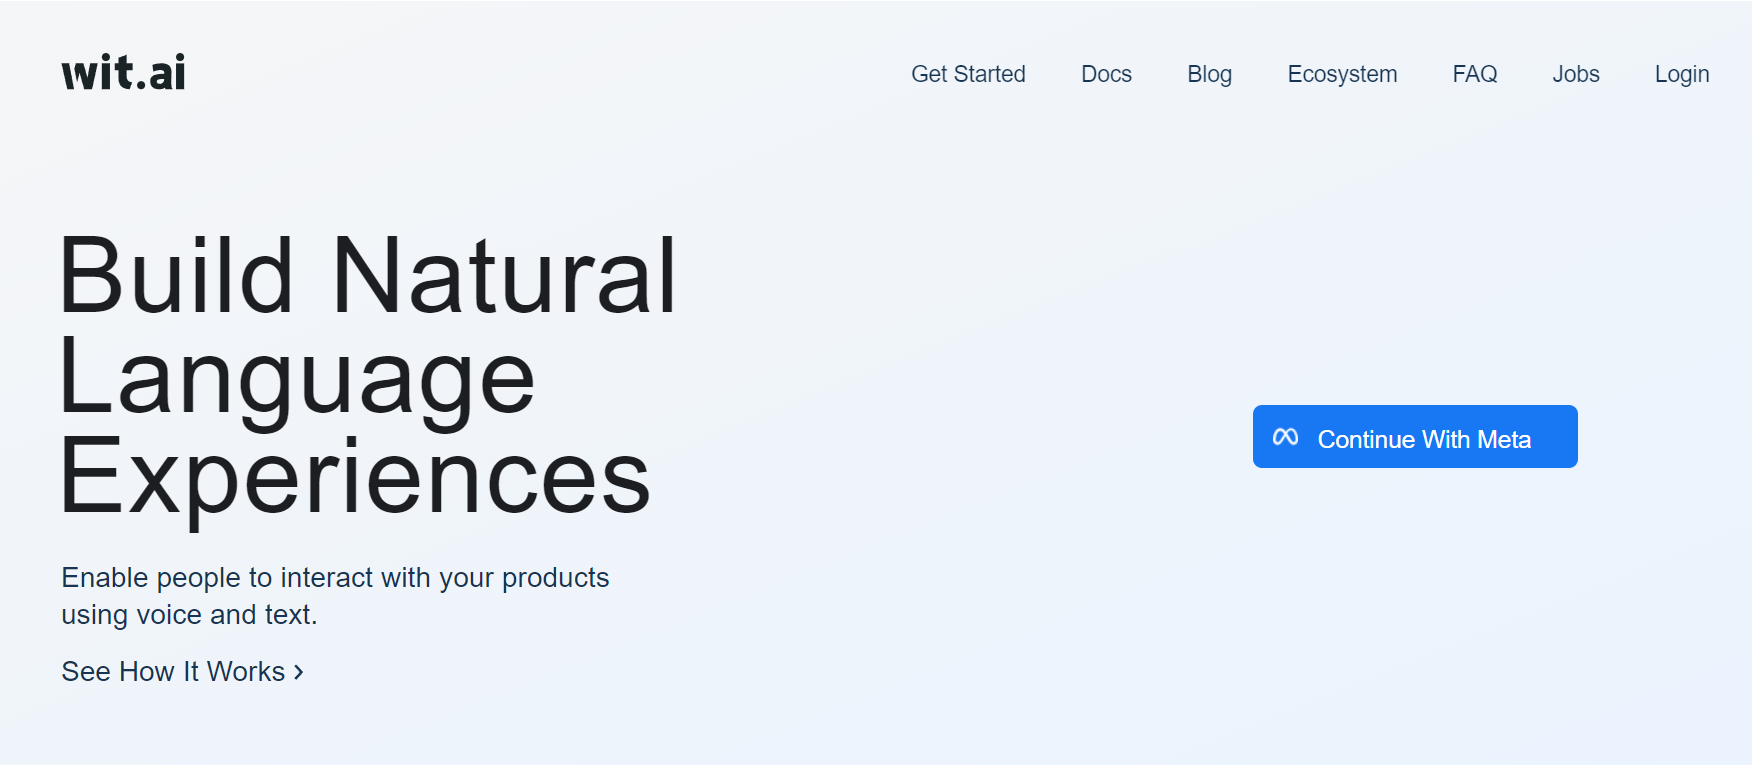 wit.ai
Get Started Docs Blog Ecosystem FAQ Jobs Login
Build Natural
Language
Experiences
Continue With Meta
Enable people to interact with your products
using voice and text.
See How It Works